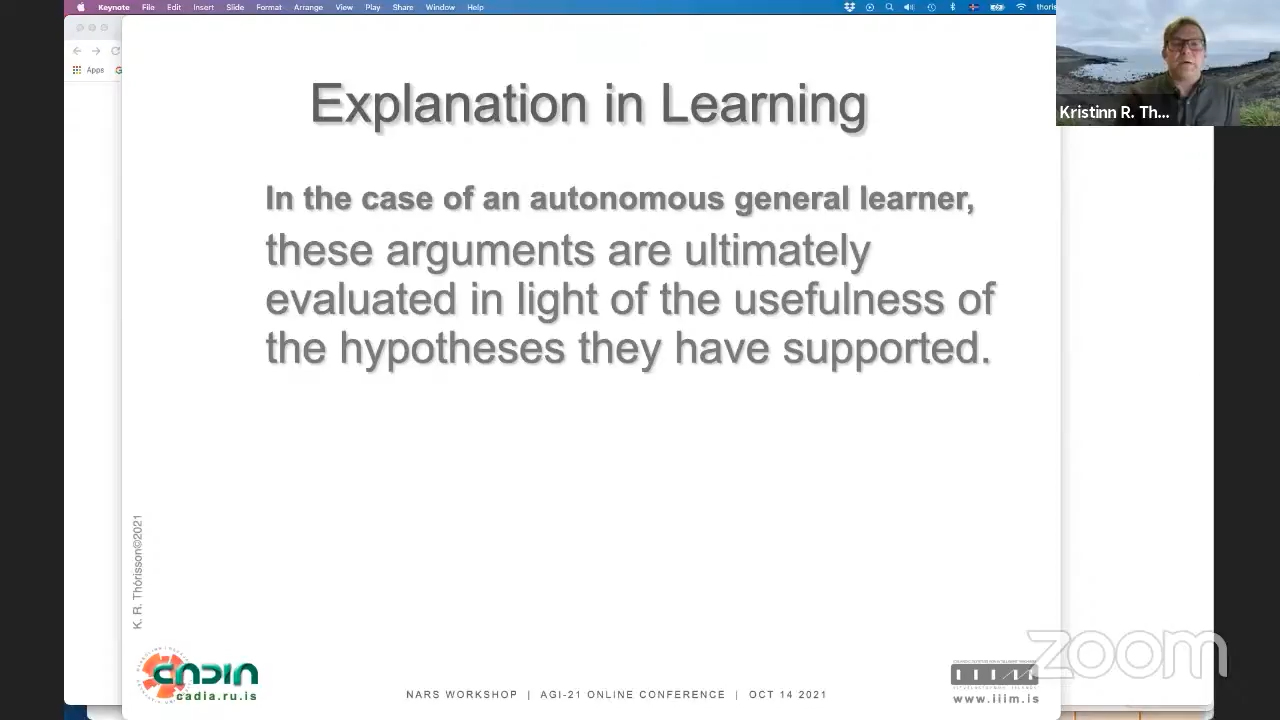 Keynote File Edit Insert Slide Format Arrange View Play Share Window Help
Apps
Kristinn R. Th...
Explanation in Learning
In the case of an autonomous general learner,
these arguments are ultimately
evaluated in light of the usefulness of
the hypotheses they have supported.
K. R. Thórisson©2021
CADIA
cadia.ru.is
NARS WORKSHOP | AGI-21 ONLINE CONFERENCE | OCT 14 2021
IIIM
www.iiim.is
zoom